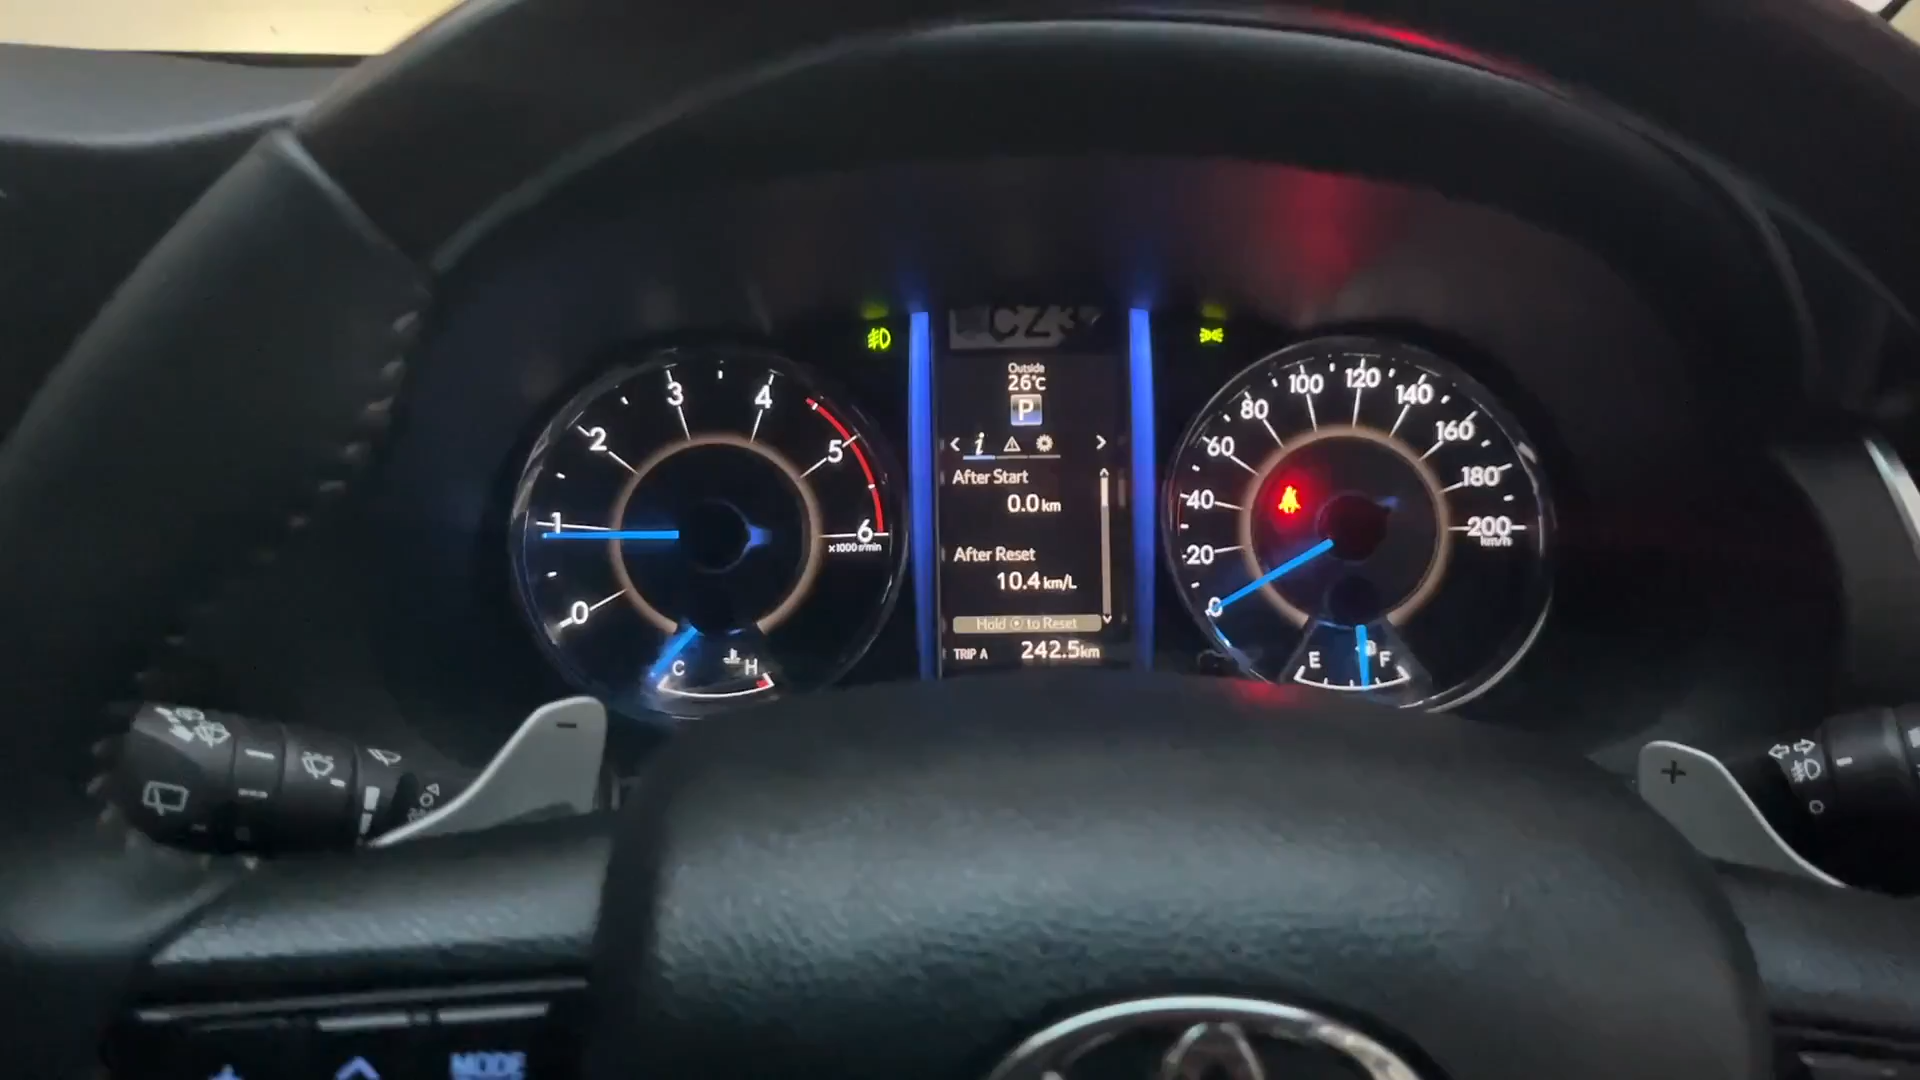 CZ3
Outside
26°C
P
i
After Start
0.0 km
After Reset
10.4 km/L
Hold to Reset
TRIP A 242.5km
0
1
2
3
4
5
6
x1000 r/min
C H
0
20
40
60
80
100
120
140
160
180
200
km/h
E F
-
+
MODE